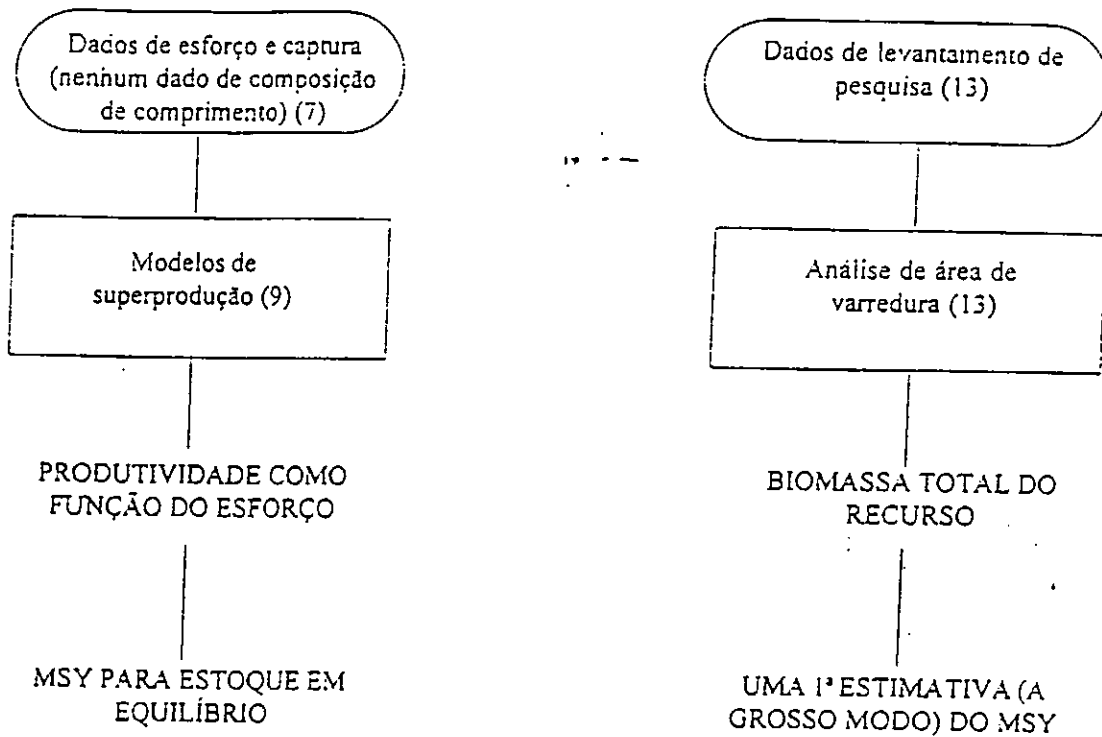 Dados de esforço e captura
(nenhum dado de composição
de comprimento) (7)
Modelos de
superprodução (9)
PRODUTIVIDADE COMO
FUNÇÃO DO ESFORÇO
MSY PARA ESTOQUE EM
EQUILÍBRIO
Dados de levantamento de
pesquisa (13)
Análise de área de
varredura (13)
BIOMASSA TOTAL DO
RECURSO
UMA 1ª ESTIMATIVA (A
GROSSO MODO) DO MSY